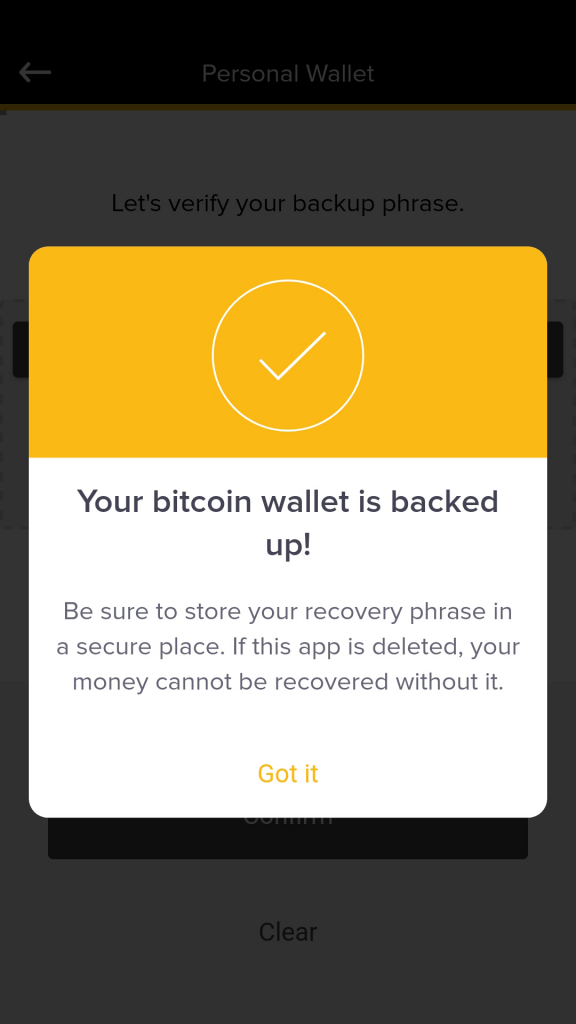 Personal Wallet
Let's verify your backup phrase.
Your bitcoin wallet is backed
up!
Be sure to store your recovery phrase in
a secure place. If this app is deleted, your
money cannot be recovered without it.
Got it
Confirm
Clear